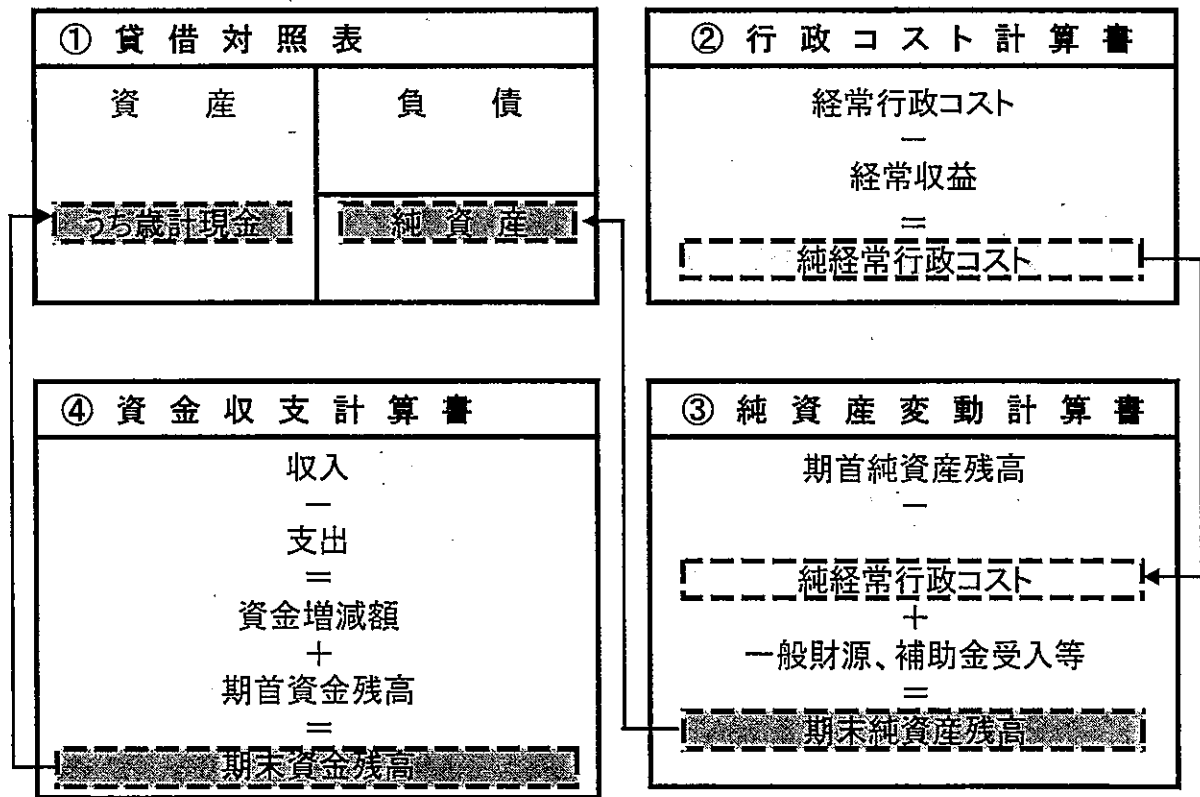 ① 貸 借 対 照 表
資 産
負 債
うち歳計現金
純 資 産
② 行 政 コ ス ト 計 算 書
経常行政コスト
−
経常収益
=
純経常行政コスト
④ 資 金 収 支 計 算 書
収入
−
支出
=
資金増減額
+
期首資金残高
=
期末資金残高
③ 純 資 産 変 動 計 算 書
期首純資産残高
−
純経常行政コスト
+
一般財源、補助金受入等
=
期末純資産残高